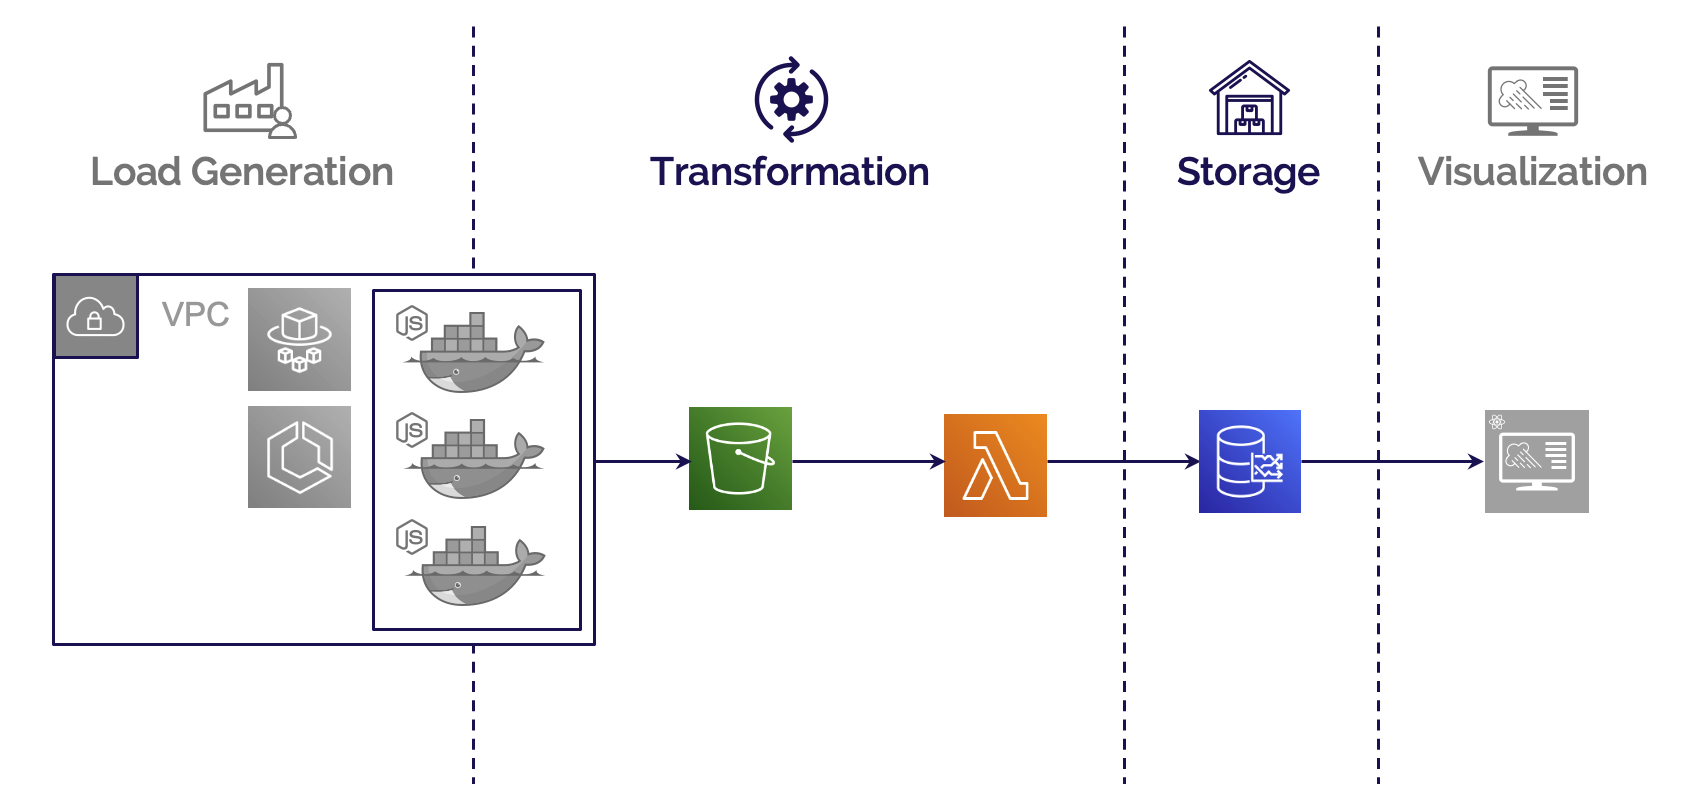 Load Generation
Transformation
Storage
Visualization
VPC
JS
JS
JS